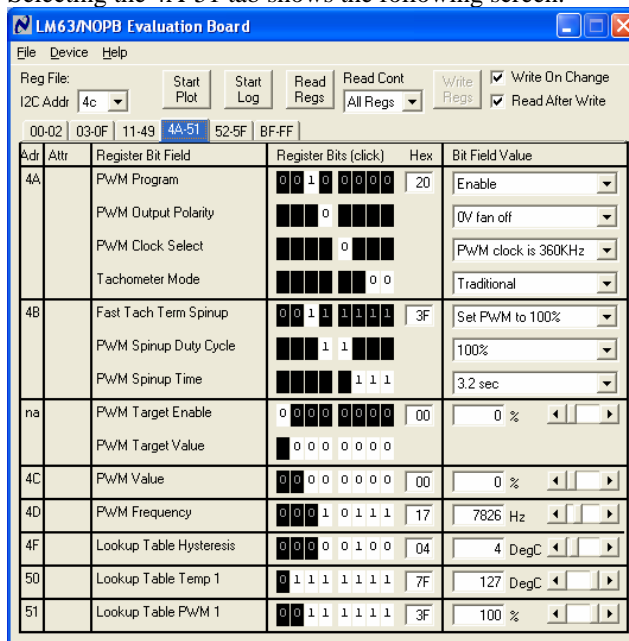 Selecting the 4A-51 tab shows the following screen:
LM63/NOPB Evaluation Board
File Device Help
Reg File: Start Plot Start Log Read Regs Read Cont Write Regs Write On Change
I2C Addr 4c All Regs Read After Write
00-02 03-0F 11-49 4A-51 52-5F BF-FF
Adr Attr Register Bit Field Register Bits (click) Hex Bit Field Value
4A PWM Program 0 0 1 0 0 0 0 0 20 Enable
PWM Output Polarity 0 0V fan off
PWM Clock Select 0 PWM clock is 360KHz
Tachometer Mode 0 0 Traditional
4B Fast Tach Term Spinup 0 0 1 1 1 1 1 1 3F Set PWM to 100%
PWM Spinup Duty Cycle 1 1 100%
PWM Spinup Time 1 1 1 3.2 sec
na PWM Target Enable 0 0 0 0 0 0 0 0 00 0 %
PWM Target Value 0 0 0 0 0 0 0
4C PWM Value 0 0 0 0 0 0 0 0 00 0 %
4D PWM Frequency 0 0 0 1 0 1 1 1 17 7826 Hz
4F Lookup Table Hysteresis 0 0 0 0 0 1 0 0 04 4 DegC
50 Lookup Table Temp 1 0 1 1 1 1 1 1 1 7F 127 DegC
51 Lookup Table PWM 1 0 0 1 1 1 1 1 1 3F 100 %